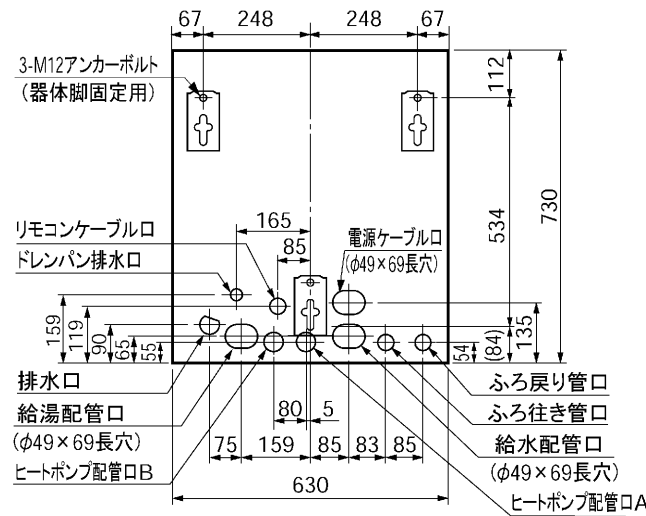 67 248 248 67
3-M12アンカーボルト
(器体脚固定用)
112
534
730
リモコンケーブル口
165
電源ケーブル口
ドレンパン排水口
85
(φ49×69長穴)
159
119
90
65
55
54
(84)
135
排水口
80
5
ふろ戻り管口
給湯配管口
ふろ往き管口
(φ49×69長穴)
75 159 85 83 85
給水配管口
ヒートポンプ配管口B
(φ49×69長穴)
630
ヒートポンプ配管口A